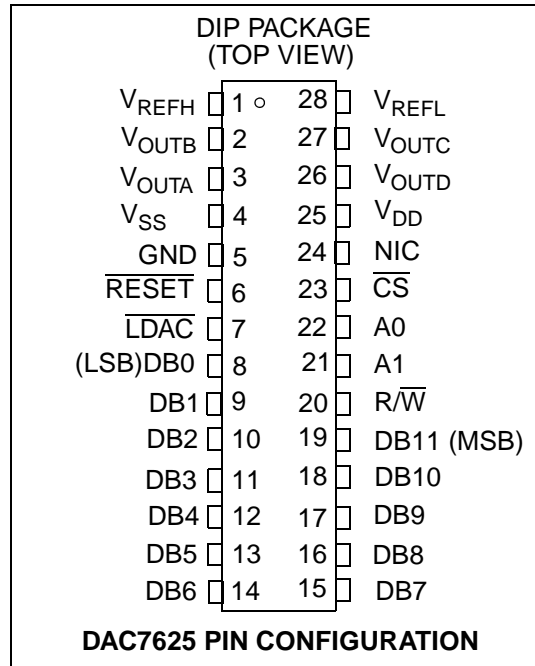 DIP PACKAGE
(TOP VIEW)
VREFH 1 28 VREFL
VOUTB 2 27 VOUTC
VOUTA 3 26 VOUTD
VSS 4 25 VDD
GND 5 24 NIC
RESET 6 23 CS
LDAC 7 22 A0
(LSB)DB0 8 21 A1
DB1 9 20 R/W
DB2 10 19 DB11 (MSB)
DB3 11 18 DB10
DB4 12 17 DB9
DB5 13 16 DB8
DB6 14 15 DB7
DAC7625 PIN CONFIGURATION